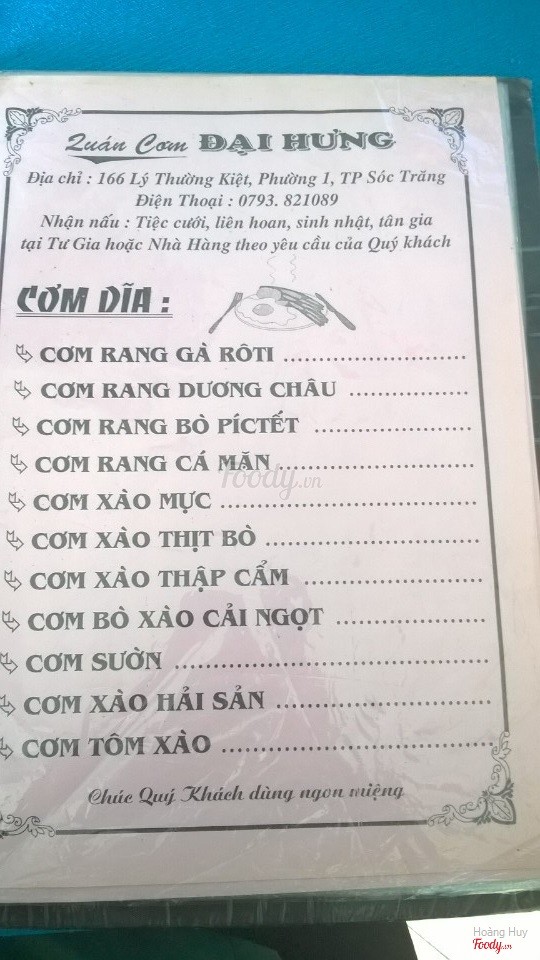 Quán Cơm ĐẠI HƯNG
Địa chỉ : 166 Lý Thường Kiệt, Phường 1, TP Sóc Trăng
Điện Thoại : 0793. 821089
Nhận nấu : Tiệc cưới, liên hoan, sinh nhật, tân gia
tại Tư Gia hoặc Nhà Hàng theo yêu cầu của Quý khách
CƠM DĨA :
CƠM RANG GÀ RÔTI ..............................
CƠM RANG DƯƠNG CHÂU ....................
CƠM RANG BÒ PÍCTẾT ..........................
CƠM RANG CÁ MĂN ................................
Foody.vn
CƠM XÀO MỰC ..........................................
CƠM XÀO THỊT BÒ ...................................
CƠM XÀO THẬP CẨM .............................
CƠM BÒ XÀO CẢI NGỌT ........................
CƠM SƯỜN ..................................................
CƠM XÀO HẢI SẢN ..................................
CƠM TÔM XÀO ...........................................
Chúc Quý Khách dùng ngon miệng
Hoàng Huy
Foody.vn